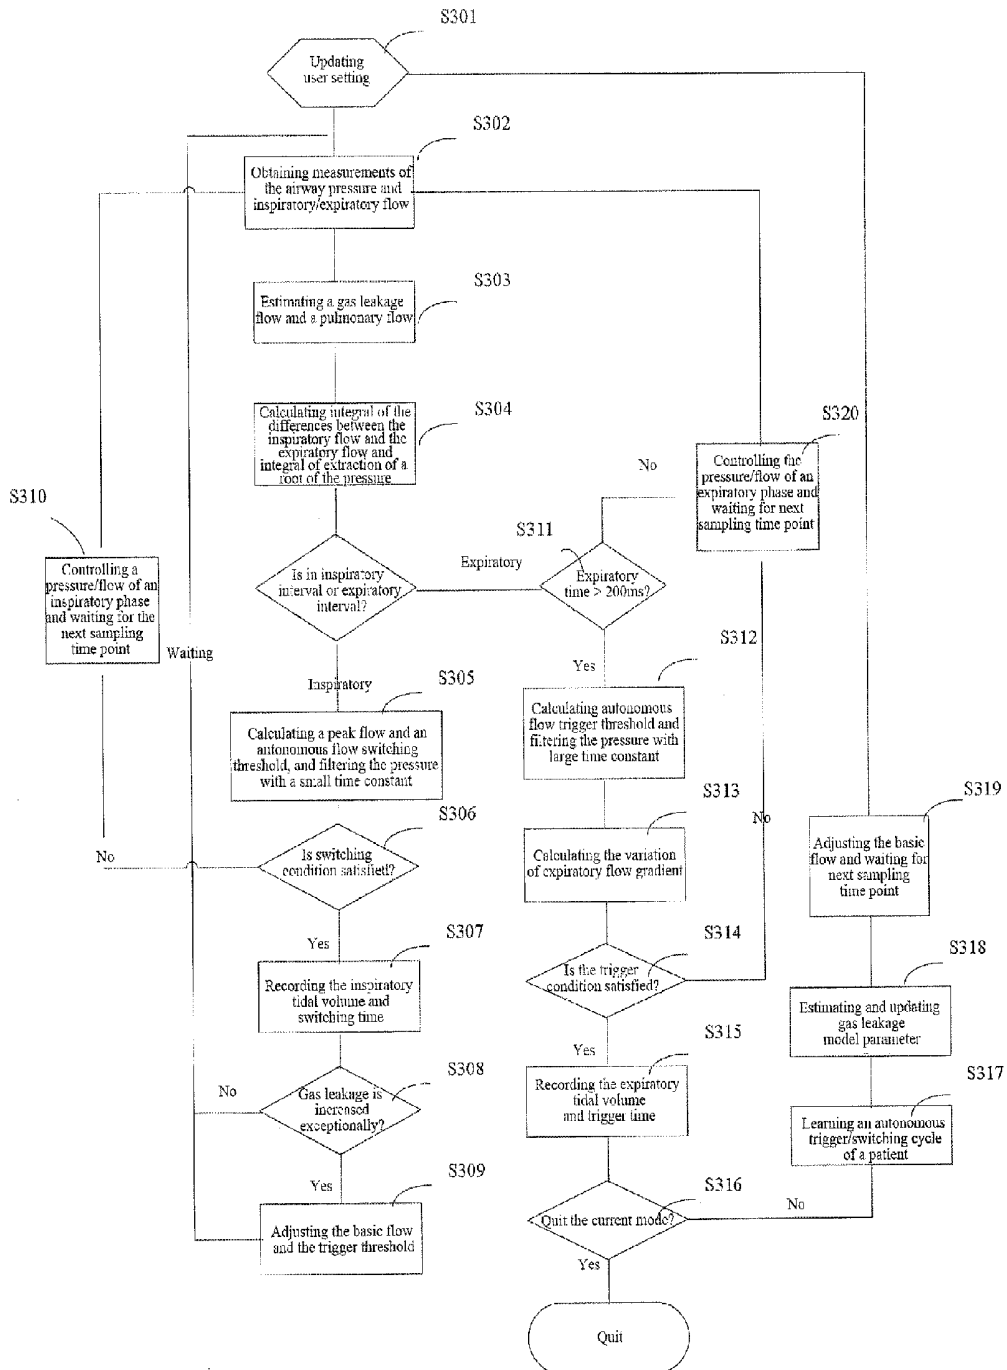 S301
Updating
user setting
S302
Obtaining measurements of
the airway pressure and
inspiratory/expiratory flow
S303
Estimating a gas leakage
flow and a pulmonary flow
S304
Calculating integral of the
differences between the
inspiratory flow and the
expiratory flow and
integral of extraction of a
root of the pressure
S320
Controlling the
pressure/flow of an
expiratory phase and
waiting for next
sampling time point
No
S310
Controlling a
pressure/flow of an
inspiratory phase
and waiting for the
next sampling
time point
Waiting
Is in inspiratory
interval or expiratory
interval?
Expiratory
S311
Expiratory
time > 200ms?
Inspiratory
S305
Calculating a peak flow and an
autonomous flow switching
threshold, and filtering the pressure
with a small time constant
Yes
S312
Calculating autonomous
flow trigger threshold and
filtering the pressure with
large time constant
S306
Is switching
condition satisfied?
No
S313
Calculating the variation
of expiratory flow gradient
No
S319
Adjusting the basic
flow and waiting for
next sampling
time point
Yes
S307
Recording the inspiratory
tidal volume and
switching time
S314
Is the trigger
condition satisfied?
S318
Estimating and updating
gas leakage
model parameter
No
S308
Gas leakage is
increased
exceptionally?
Yes
S315
Recording the expiratory
tidal volume
and trigger time
S317
Learning an autonomous
trigger/switching cycle
of a patient
Yes
S309
Adjusting the basic flow
and the trigger threshold
S316
Quit the current mode?
No
Yes
Quit